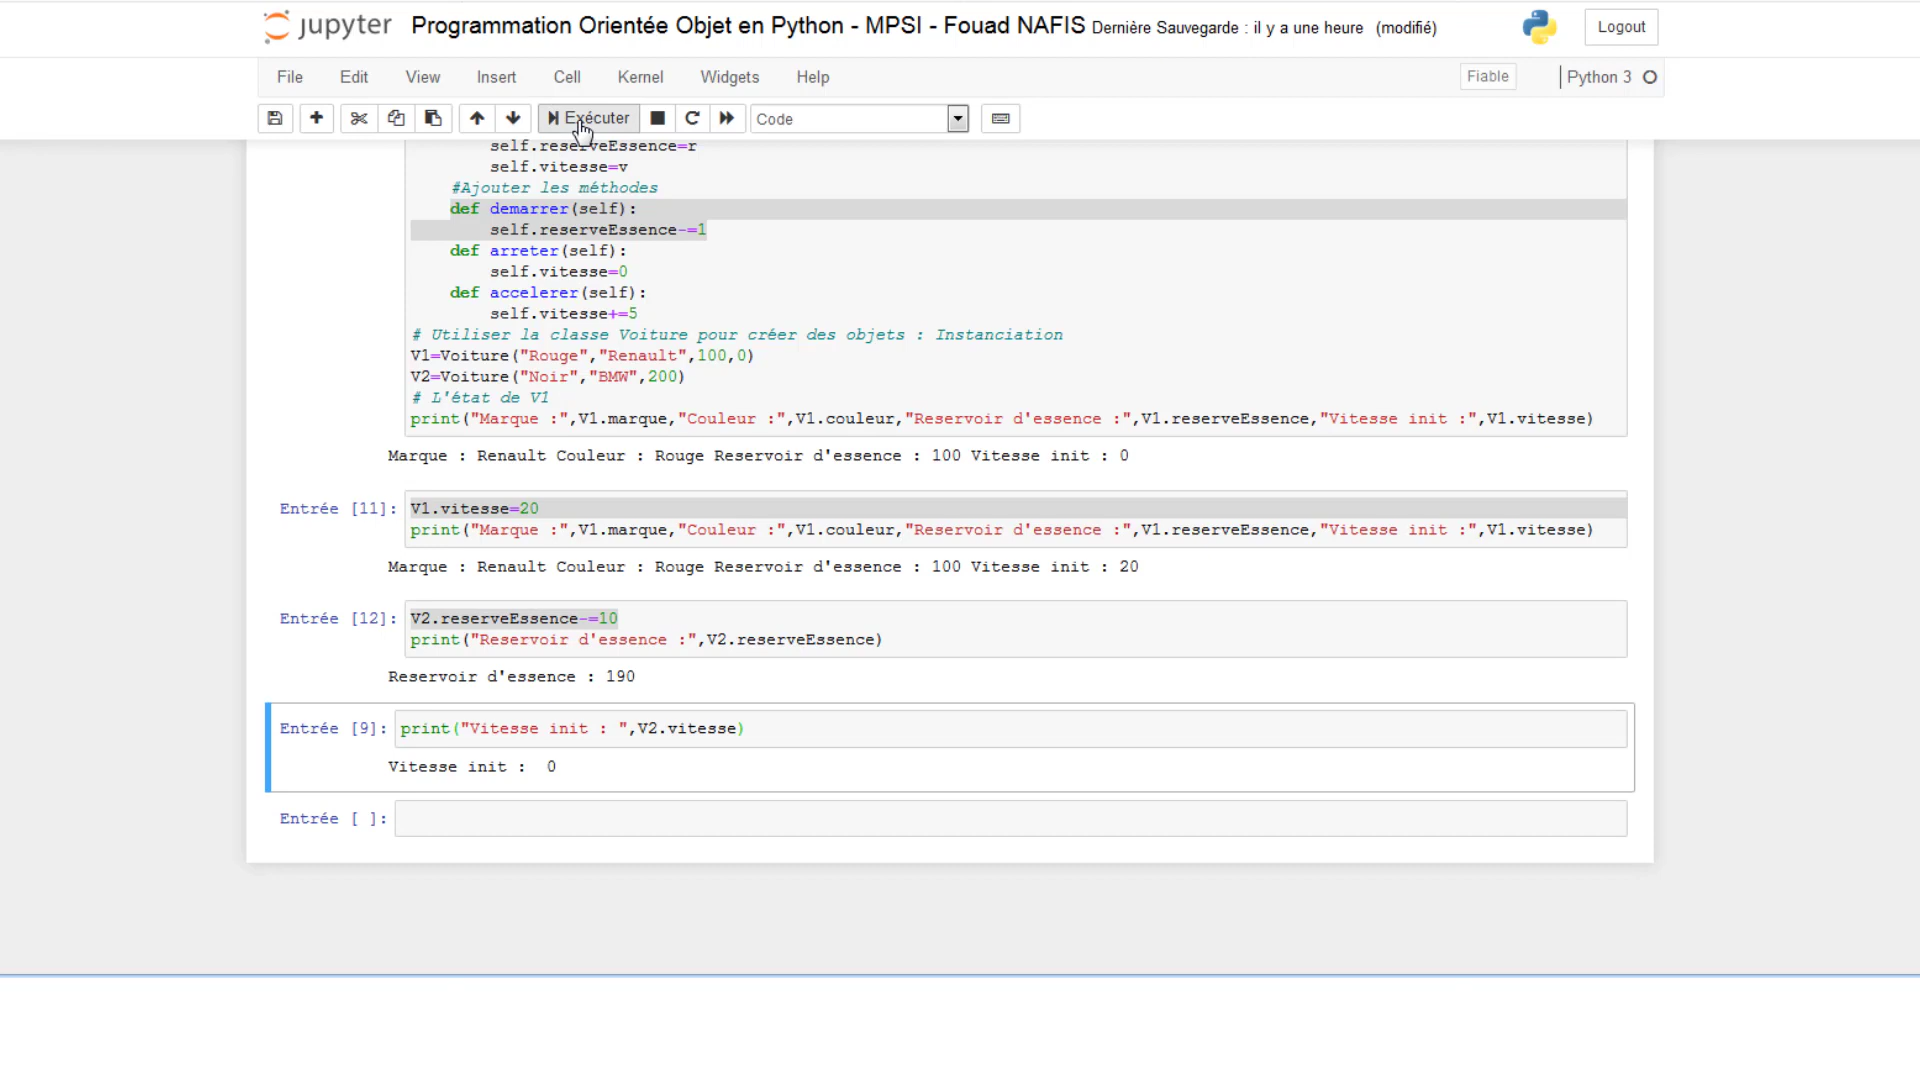 jupyter Programmation Orientée Objet en Python - MPSI - Fouad NAFIS Dernière Sauvegarde : il y a une heure (modifié) Logout
File Edit View Insert Cell Kernel Widgets Help Fiable Python 3
Exécuter Code
self.reserveEssence=r
self.vitesse=v
#Ajouter les méthodes
def demarrer(self):
self.reserveEssence-=1
def arreter(self):
self.vitesse=0
def accelerer(self):
self.vitesse+=5
# Utiliser la classe Voiture pour créer des objets : Instanciation
V1=Voiture("Rouge","Renault",100,0)
V2=Voiture("Noir","BMW",200)
# L'état de V1
print("Marque :",V1.marque,"Couleur :",V1.couleur,"Reservoir d'essence :",V1.reserveEssence,"Vitesse init :",V1.vitesse)
Marque : Renault Couleur : Rouge Reservoir d'essence : 100 Vitesse init : 0
Entrée [11]: V1.vitesse=20
print("Marque :",V1.marque,"Couleur :",V1.couleur,"Reservoir d'essence :",V1.reserveEssence,"Vitesse init :",V1.vitesse)
Marque : Renault Couleur : Rouge Reservoir d'essence : 100 Vitesse init : 20
Entrée [12]: V2.reserveEssence-=10
print("Reservoir d'essence :",V2.reserveEssence)
Reservoir d'essence : 190
Entrée [9]: print("Vitesse init : ",V2.vitesse)
Vitesse init :  0
Entrée [ ]: